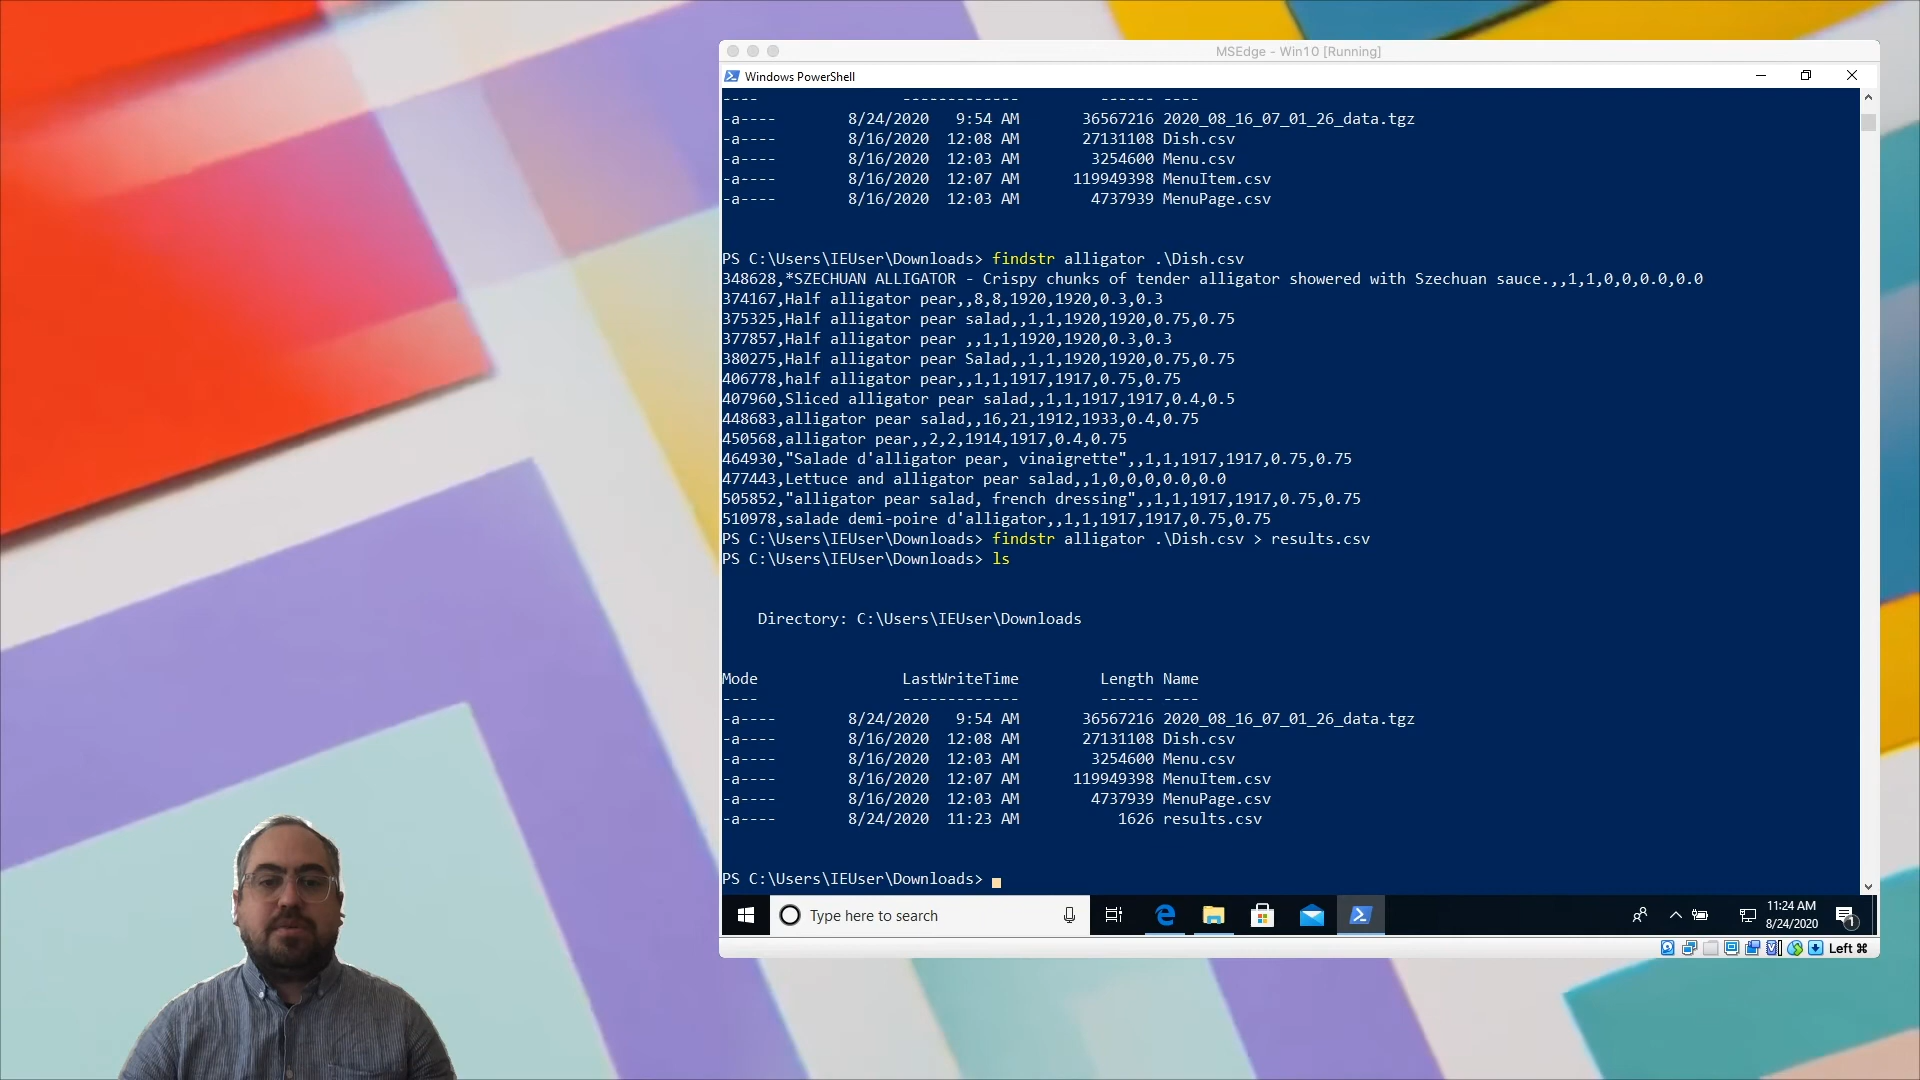 MSEdge - Win10 [Running]
Windows PowerShell
---- ------------- ------ ----
-a---- 8/24/2020 9:54 AM 36567216 2020_08_16_07_01_26_data.tgz
-a---- 8/16/2020 12:08 AM 27131108 Dish.csv
-a---- 8/16/2020 12:03 AM 3254600 Menu.csv
-a---- 8/16/2020 12:07 AM 119949398 MenuItem.csv
-a---- 8/16/2020 12:03 AM 4737939 MenuPage.csv
PS C:\Users\IEUser\Downloads> findstr alligator .\Dish.csv
348628,*SZECHUAN ALLIGATOR - Crispy chunks of tender alligator showered with Szechuan sauce.,,1,1,0,0,0.0,0.0
374167,Half alligator pear,,8,8,1920,1920,0.3,0.3
375325,Half alligator pear salad,,1,1,1920,1920,0.75,0.75
377857,Half alligator pear ,,1,1,1920,1920,0.3,0.3
380275,Half alligator pear Salad,,1,1,1920,1920,0.75,0.75
406778,half alligator pear,,1,1,1917,1917,0.75,0.75
407960,Sliced alligator pear salad,,1,1,1917,1917,0.4,0.5
448683,alligator pear salad,,16,21,1912,1933,0.4,0.75
450568,alligator pear,,2,2,1914,1917,0.4,0.75
464930,"Salade d'alligator pear, vinaigrette",,1,1,1917,1917,0.75,0.75
477443,Lettuce and alligator pear salad,,1,0,0,0,0.0,0.0
505852,"alligator pear salad, french dressing",,1,1,1917,1917,0.75,0.75
510978,salade demi-poire d'alligator,,1,1,1917,1917,0.75,0.75
PS C:\Users\IEUser\Downloads> findstr alligator .\Dish.csv > results.csv
PS C:\Users\IEUser\Downloads> ls
Directory: C:\Users\IEUser\Downloads
Mode LastWriteTime Length Name
---- ------------- ------ ----
-a---- 8/24/2020 9:54 AM 36567216 2020_08_16_07_01_26_data.tgz
-a---- 8/16/2020 12:08 AM 27131108 Dish.csv
-a---- 8/16/2020 12:03 AM 3254600 Menu.csv
-a---- 8/16/2020 12:07 AM 119949398 MenuItem.csv
-a---- 8/16/2020 12:03 AM 4737939 MenuPage.csv
-a---- 8/24/2020 11:23 AM 1626 results.csv
PS C:\Users\IEUser\Downloads>
Type here to search
11:24 AM
8/24/2020
1
Left ⌘